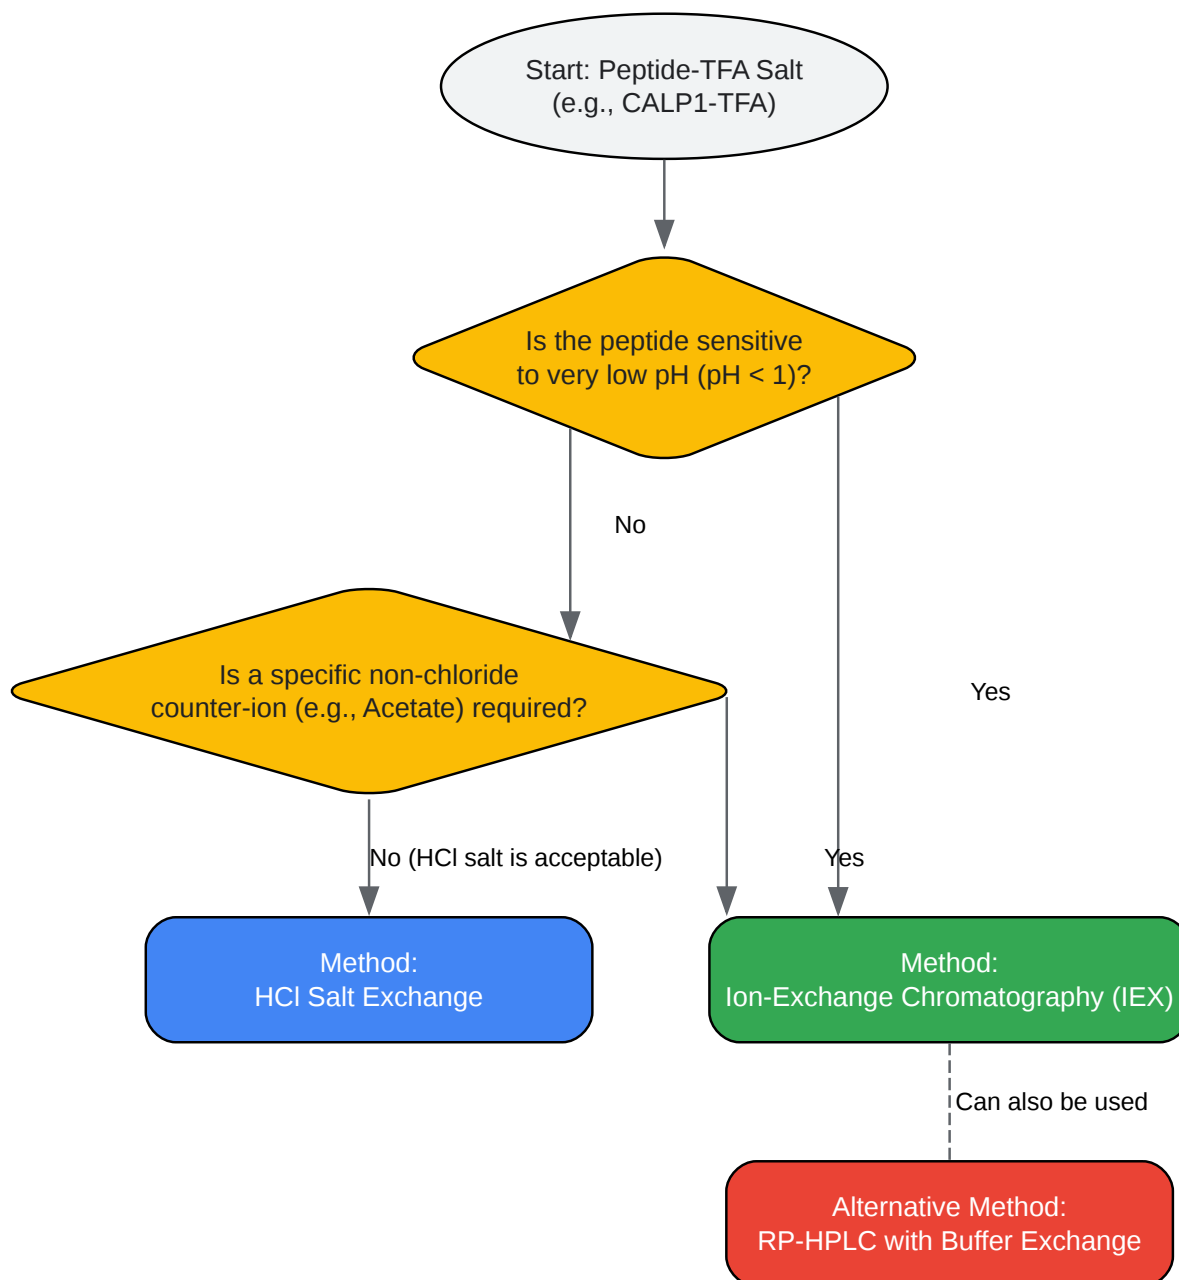 Start: Peptide-TFA Salt
(e.g., CALP1-TFA)
Is the peptide sensitive
to very low pH (pH < 1)?
No
Is a specific non-chloride
counter-ion (e.g., Acetate) required?
Yes
No (HCl salt is acceptable)
Yes
Method:
HCl Salt Exchange
Method:
Ion-Exchange Chromatography (IEX)
Can also be used
Alternative Method:
RP-HPLC with Buffer Exchange